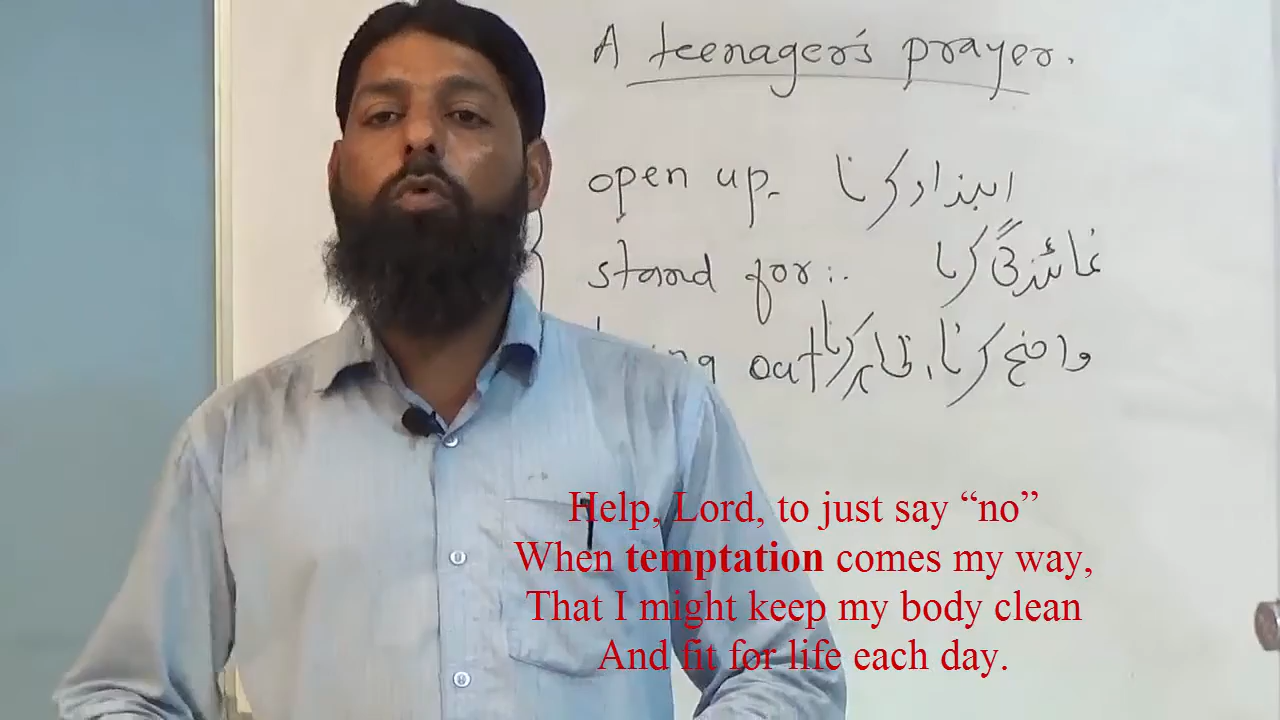 A teenager's prayer.
open up. ابتدا کرنا
stand for:. نمائندگی کرنا
out واضح کرنا، ظاہر کرنا
Help, Lord, to just say “no”
When temptation comes my way,
That I might keep my body clean
And fit for life each day.